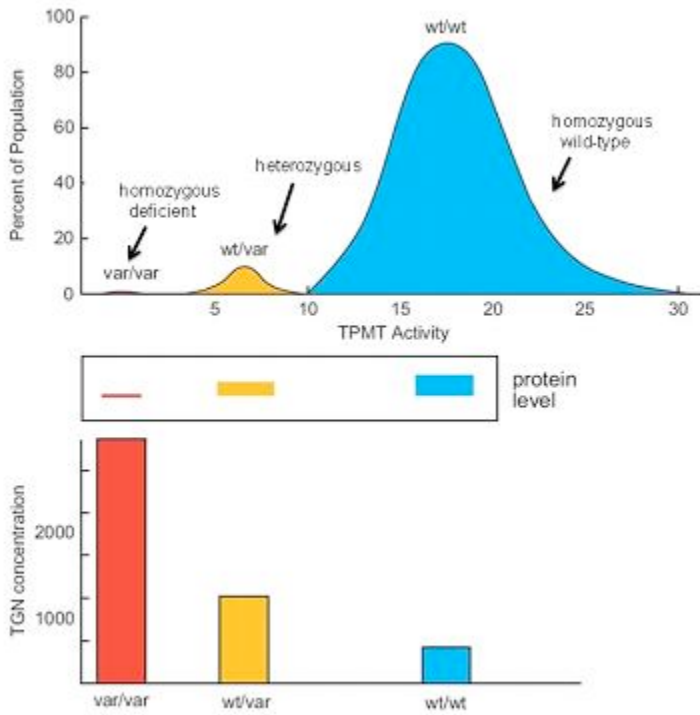 100
80
60
40
20
0
Percent of Population
wt/wt
homozygous
wild-type
heterozygous
homozygous
deficient
wt/var
var/var
5 10 15 20 25 30
TPMT Activity
protein
level
TGN concentration
2000
1000
var/var wt/var wt/wt